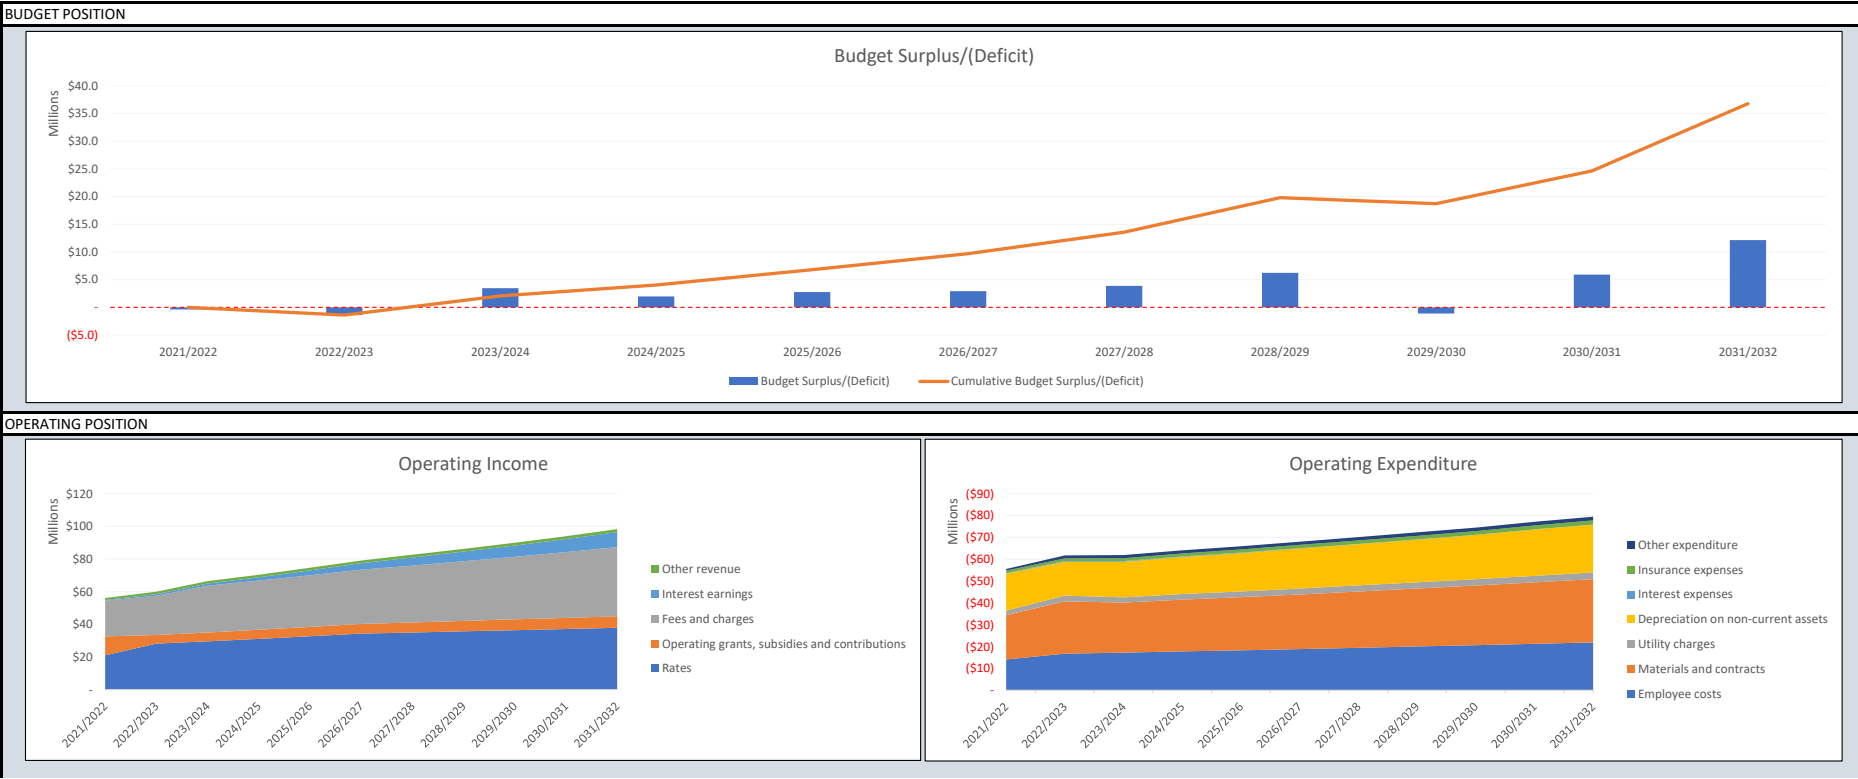 BUDGET POSITION
Budget Surplus/(Deficit)
Millions
$40.0
$35.0
$30.0
$25.0
$20.0
$15.0
$10.0
$5.0
-
($5.0)
2021/2022 2022/2023 2023/2024 2024/2025 2025/2026 2026/2027 2027/2028 2028/2029 2029/2030 2030/2031 2031/2032
Budget Surplus/(Deficit) Cumulative Budget Surplus/(Deficit)
OPERATING POSITION
Operating Income
Millions
$120
$100
$80
$60
$40
$20
-
2021/2022 2022/2023 2023/2024 2024/2025 2025/2026 2026/2027 2027/2028 2028/2029 2029/2030 2030/2031 2031/2032
Other revenue
Interest earnings
Fees and charges
Operating grants, subsidies and contributions
Rates
Operating Expenditure
Millions
($90)
($80)
($70)
($60)
($50)
($40)
($30)
($20)
($10)
-
2021/2022 2022/2023 2023/2024 2024/2025 2025/2026 2026/2027 2027/2028 2028/2029 2029/2030 2030/2031 2031/2032
Other expenditure
Insurance expenses
Interest expenses
Depreciation on non-current assets
Utility charges
Materials and contracts
Employee costs